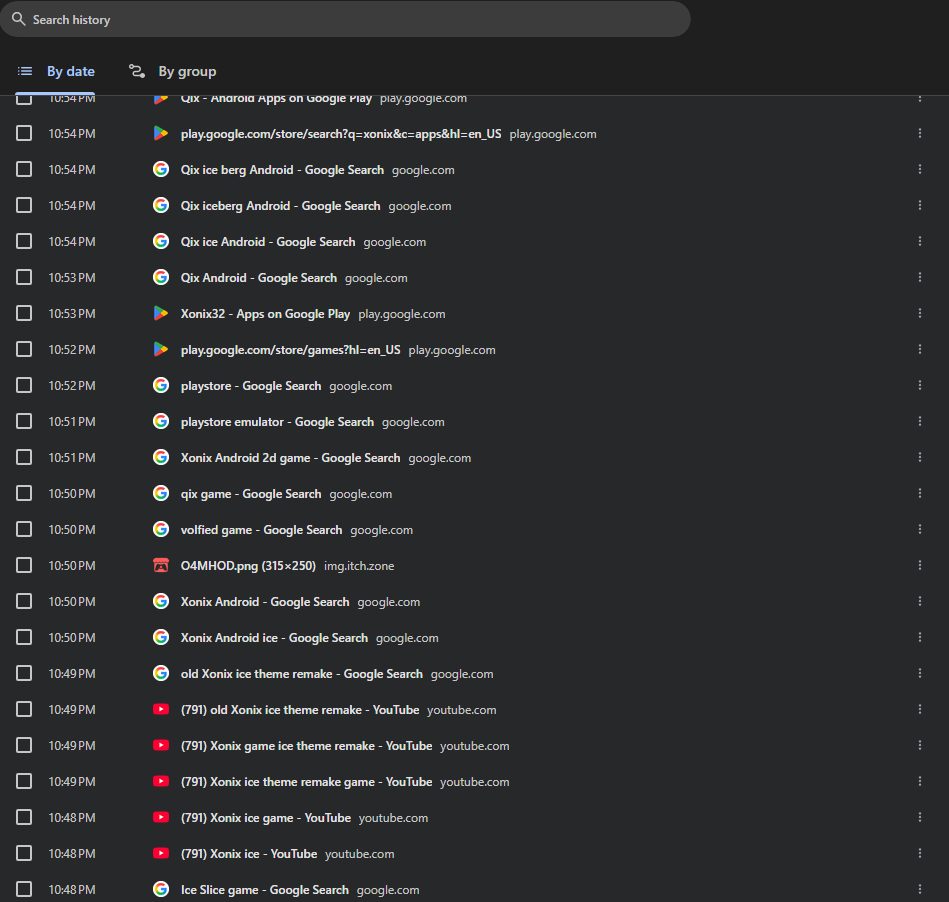 Search history
By date By group
10:54 PM Qix - Android Apps on Google Play play.google.com
10:54 PM play.google.com/store/search?q=xonix&c=apps&hl=en_US play.google.com
10:54 PM Qix ice berg Android - Google Search google.com
10:54 PM Qix iceberg Android - Google Search google.com
10:54 PM Qix ice Android - Google Search google.com
10:53 PM Qix Android - Google Search google.com
10:53 PM Xonix32 - Apps on Google Play play.google.com
10:52 PM play.google.com/store/games?hl=en_US play.google.com
10:52 PM playstore - Google Search google.com
10:51 PM playstore emulator - Google Search google.com
10:51 PM Xonix Android 2d game - Google Search google.com
10:50 PM qix game - Google Search google.com
10:50 PM volfied game - Google Search google.com
10:50 PM O4MHOD.png (315×250) img.itch.zone
10:50 PM Xonix Android - Google Search google.com
10:50 PM Xonix Android ice - Google Search google.com
10:49 PM old Xonix ice theme remake - Google Search google.com
10:49 PM (791) old Xonix ice theme remake - YouTube youtube.com
10:49 PM (791) Xonix game ice theme remake - YouTube youtube.com
10:49 PM (791) Xonix ice theme remake game - YouTube youtube.com
10:48 PM (791) Xonix ice game - YouTube youtube.com
10:48 PM (791) Xonix ice - YouTube youtube.com
10:48 PM Ice Slice game - Google Search google.com